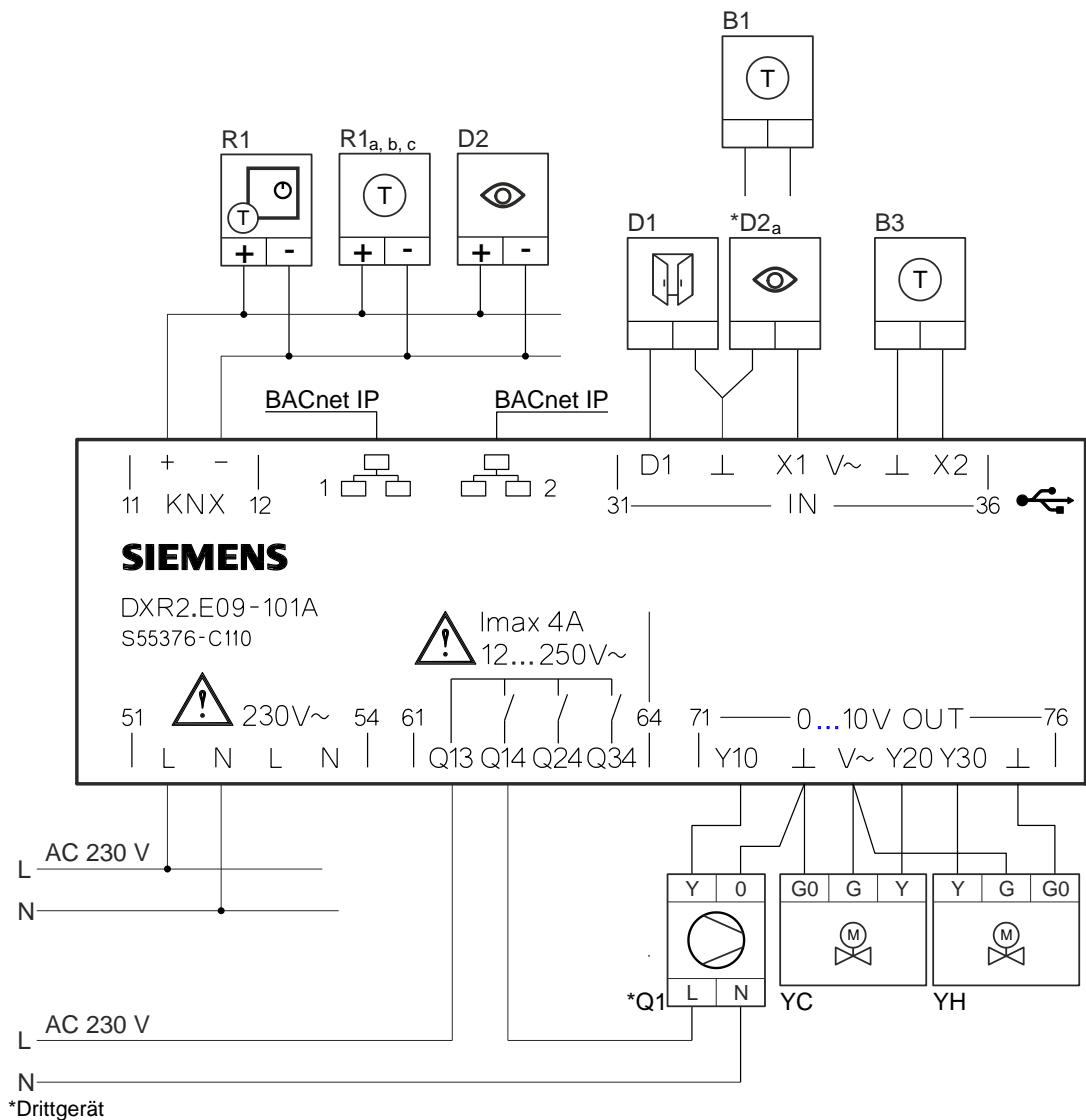 B1
T
R1
R1a, b, c
D2
T
T
+ -
+ -
+ -
D1
*D2a
B3
T
BACnet IP
BACnet IP
+ -
D1 ⊥ X1 V~ ⊥ X2
11 KNX 12
1
2
31 IN 36
SIEMENS
DXR2.E09-101A
S55376-C110
! Imax 4A
12...250V~
51 ! 230V~ 54 61 64 71 0...10V OUT 76
L N L N Q13 Q14 Q24 Q34 Y10 ⊥ V~ Y20 Y30 ⊥
L AC 230 V
N
Y 0
G0 G Y
Y G G0
M
M
*Q1 L N
YC
YH
L AC 230 V
N
*Drittgerät